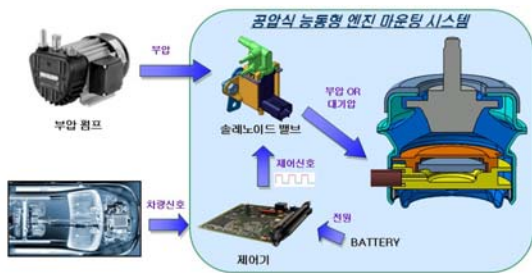 공압식 능동형 엔진 마운팅 시스템
부압
부압 펌프
솔레노이드 밸브
부압 OR
대기압
제어신호
차량신호
전원
BATTERY
제어기